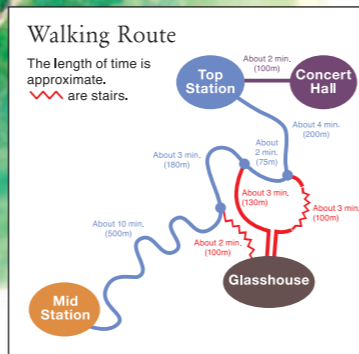 Walking Route
The length of time is
approximate.
are stairs.
About 2 min.
(100m)
Top
Station
Concert
Hall
About 4 min.
(200m)
About
2 min.
(75m)
About 3 min.
(180m)
About 3 min.
(130m)
About 3 min.
(100m)
About 10 min.
(500m)
About 2 min.
(100m)
Glasshouse
Mid
Station